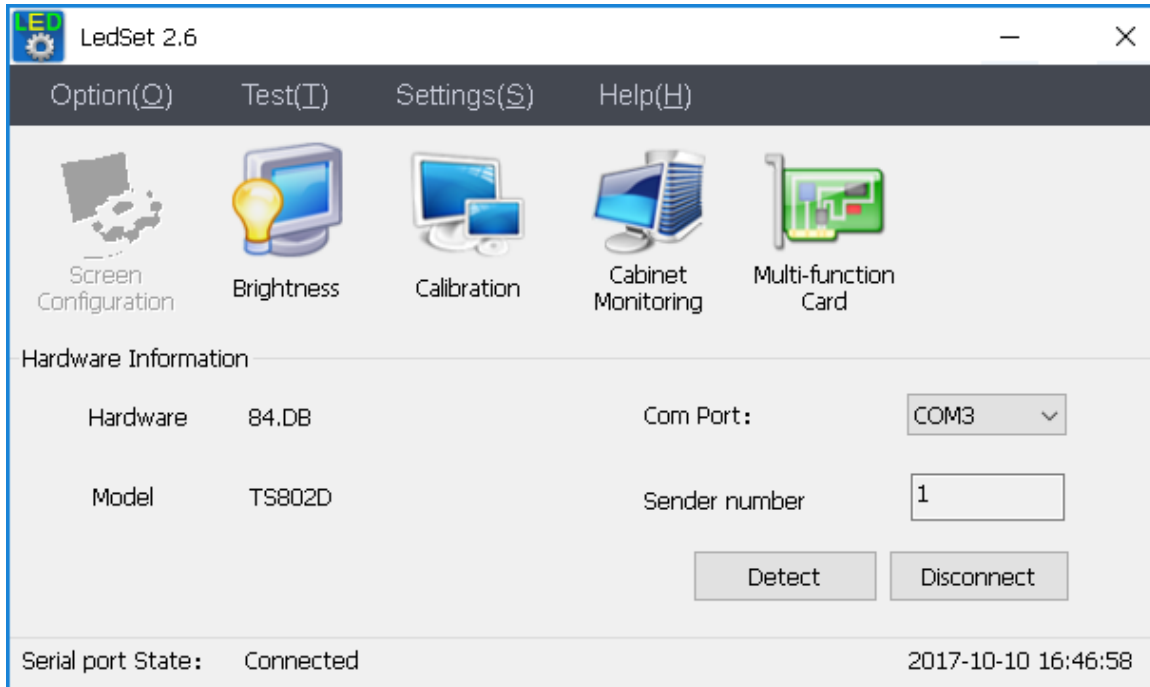 LED
LedSet 2.6
Option(O) Test(T) Settings(S) Help(H)
Screen
Configuration
Brightness
Calibration
Cabinet
Monitoring
Multi-function
Card
Hardware Information
Hardware 84.DB Com Port: COM3
Model TS802D Sender number 1
Detect Disconnect
Serial port State: Connected 2017-10-10 16:46:58